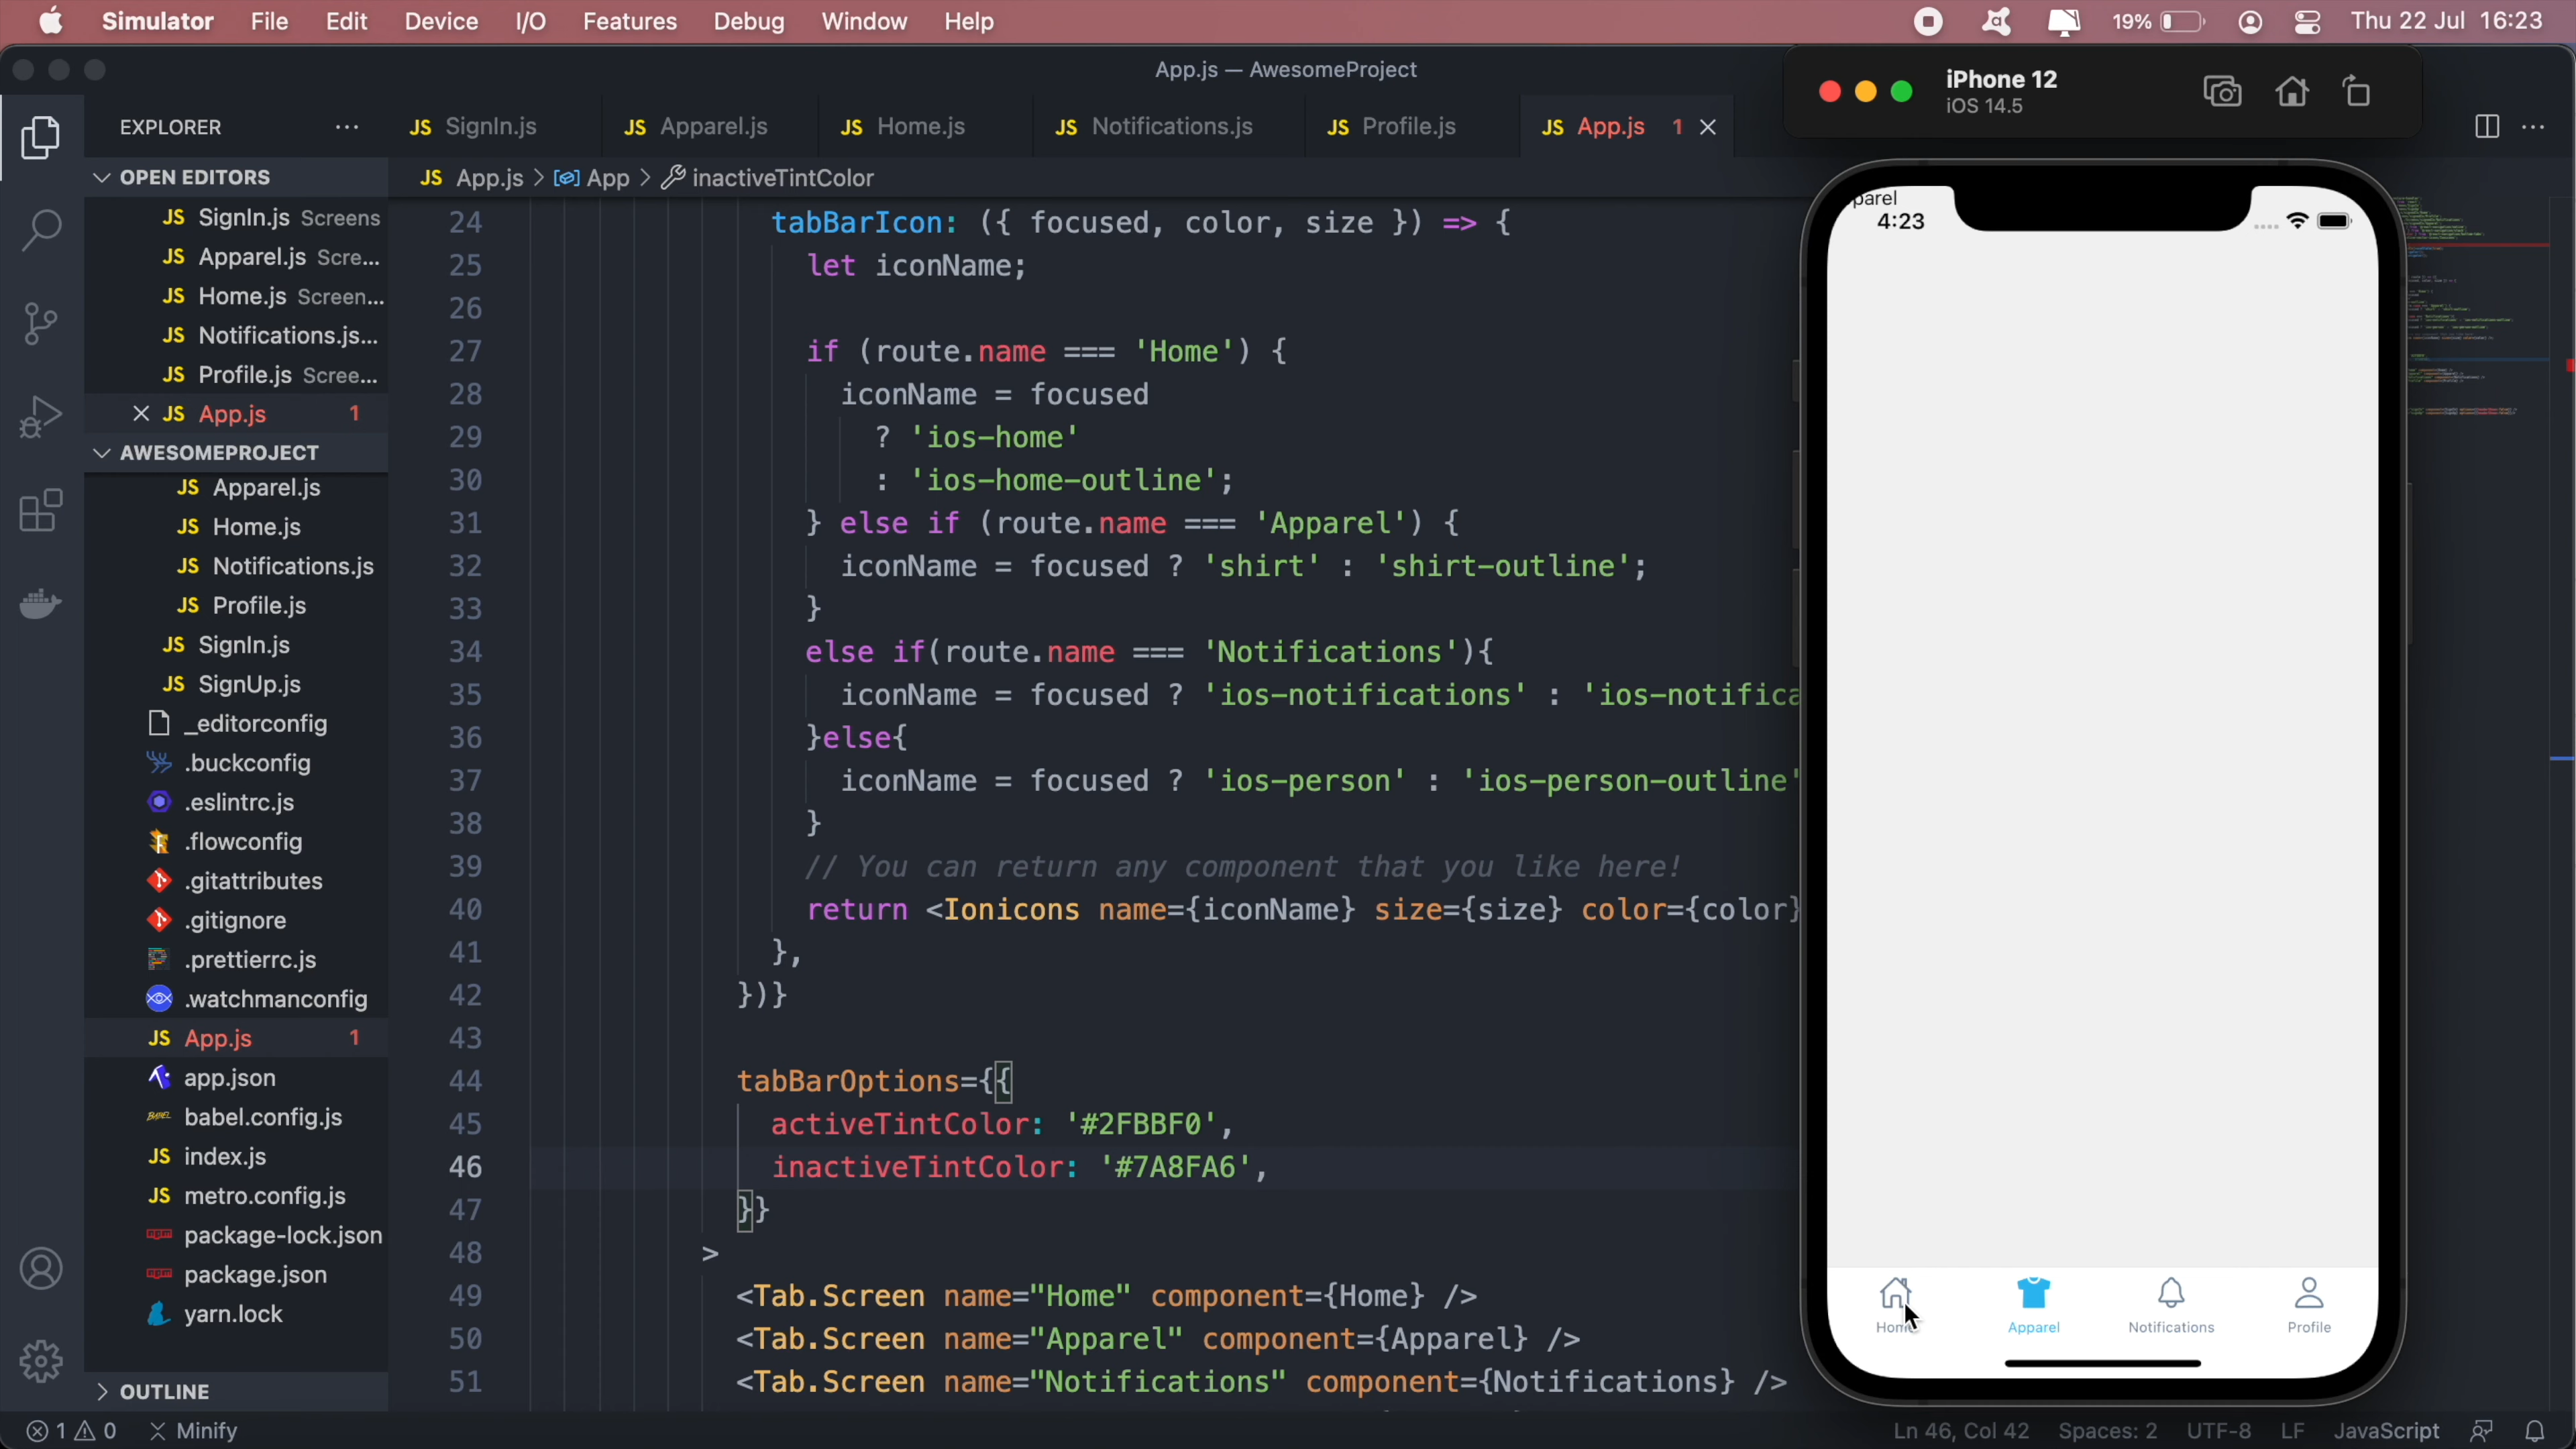 Simulator File Edit Device I/O Features Debug Window Help 19% Thu 22 Jul 16:23
App.js — AwesomeProject
iPhone 12
iOS 14.5
EXPLORER
JS SignIn.js JS Apparel.js JS Home.js JS Notifications.js JS Profile.js JS App.js 1
OPEN EDITORS
JS App.js > App > inactiveTintColor
JS SignIn.js Screens
JS Apparel.js Scre...
JS Home.js Screen...
JS Notifications.js...
JS Profile.js Scree...
JS App.js 1
AWESOMEPROJECT
JS Apparel.js
JS Home.js
JS Notifications.js
JS Profile.js
JS SignIn.js
JS SignUp.js
_editorconfig
.buckconfig
.eslintrc.js
.flowconfig
.gitattributes
.gitignore
.prettierrc.js
.watchmanconfig
JS App.js 1
app.json
BABEL babel.config.js
JS index.js
JS metro.config.js
npm package-lock.json
npm package.json
yarn.lock
OUTLINE
24 tabBarIcon: ({ focused, color, size }) => {
25 let iconName;
26
27 if (route.name === 'Home') {
28 iconName = focused
29 ? 'ios-home'
30 : 'ios-home-outline';
31 } else if (route.name === 'Apparel') {
32 iconName = focused ? 'shirt' : 'shirt-outline';
33 }
34 else if(route.name === 'Notifications'){
35 iconName = focused ? 'ios-notifications' : 'ios-notifica
36 }else{
37 iconName = focused ? 'ios-person' : 'ios-person-outline'
38 }
39 // You can return any component that you like here!
40 return <Ionicons name={iconName} size={size} color={color}
41 },
42 })}
43
44 tabBarOptions={{
45 activeTintColor: '#2FBBF0',
46 inactiveTintColor: '#7A8FA6',
47 }}
48 >
49 <Tab.Screen name="Home" component={Home} />
50 <Tab.Screen name="Apparel" component={Apparel} />
51 <Tab.Screen name="Notifications" component={Notifications} />
parel
4:23
Home Apparel Notifications Profile
1 0 Minify Ln 46, Col 42 Spaces: 2 UTF-8 LF JavaScript